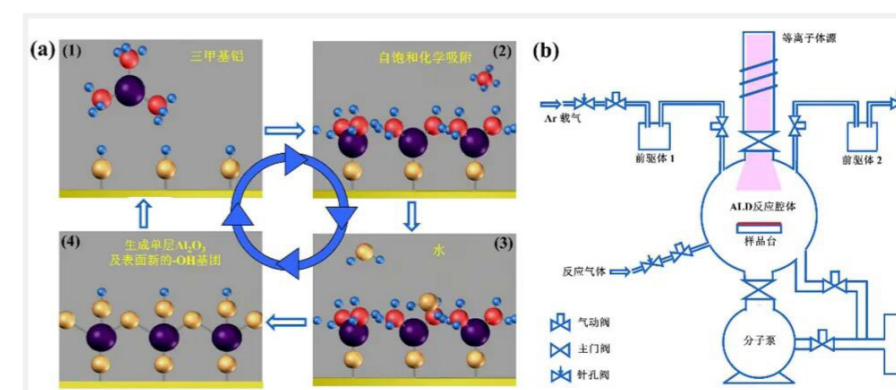 (a)
(1)
三甲基铝
自饱和化学吸附
(2)
(4)
生成单层Al₂O₃
及表面新的-OH基团
水
(3)
(b)
等离子体源
Ar 载气
前驱体 1
前驱体 2
ALD反应腔体
样品台
反应气体
气动阀
主门阀
针孔阀
分子泵